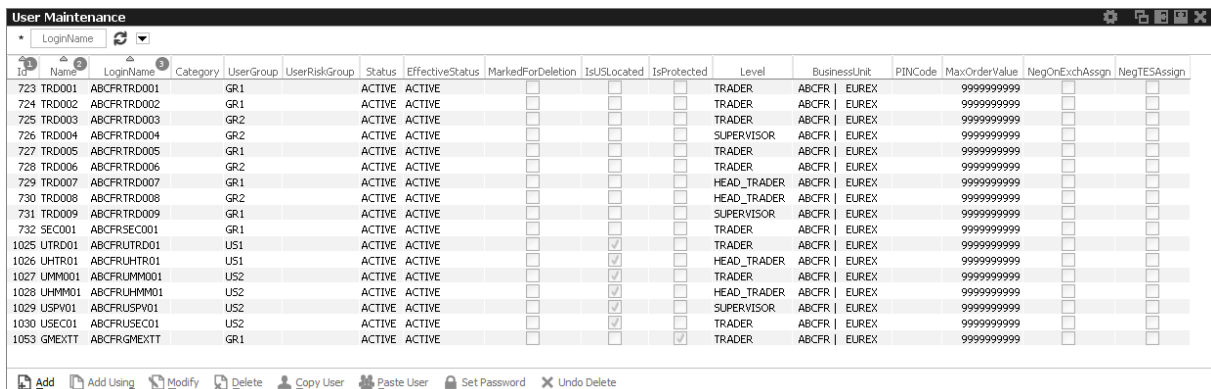 User Maintenance
* LoginName
Id 1 Name 2 LoginName 3 Category UserGroup UserRiskGroup Status EffectiveStatus MarkedForDeletion IsUSLocated IsProtected Level BusinessUnit PINCode MaxOrderValue NegOnExchAssgn NegTESAssign
723 TRD001 ABCFRTRD001 GR1 ACTIVE ACTIVE TRADER ABCFR | EUREX 9999999999
724 TRD002 ABCFRTRD002 GR1 ACTIVE ACTIVE TRADER ABCFR | EUREX 9999999999
725 TRD003 ABCFRTRD003 GR2 ACTIVE ACTIVE TRADER ABCFR | EUREX 9999999999
726 TRD004 ABCFRTRD004 GR2 ACTIVE ACTIVE SUPERVISOR ABCFR | EUREX 9999999999
727 TRD005 ABCFRTRD005 GR1 ACTIVE ACTIVE TRADER ABCFR | EUREX 9999999999
728 TRD006 ABCFRTRD006 GR2 ACTIVE ACTIVE TRADER ABCFR | EUREX 9999999999
729 TRD007 ABCFRTRD007 GR1 ACTIVE ACTIVE HEAD_TRADER ABCFR | EUREX 9999999999
730 TRD008 ABCFRTRD008 GR2 ACTIVE ACTIVE HEAD_TRADER ABCFR | EUREX 9999999999
731 TRD009 ABCFRTRD009 GR1 ACTIVE ACTIVE SUPERVISOR ABCFR | EUREX 9999999999
732 SEC001 ABCFRSEC001 GR1 ACTIVE ACTIVE TRADER ABCFR | EUREX 9999999999
1025 UTRD01 ABCFRUTRD01 US1 ACTIVE ACTIVE TRADER ABCFR | EUREX 9999999999
1026 UHTR01 ABCFRUHTR01 US1 ACTIVE ACTIVE HEAD_TRADER ABCFR | EUREX 9999999999
1027 UMM001 ABCFRUMM001 US2 ACTIVE ACTIVE TRADER ABCFR | EUREX 9999999999
1028 UHMM01 ABCFRUHMM01 US2 ACTIVE ACTIVE HEAD_TRADER ABCFR | EUREX 9999999999
1029 USPV01 ABCFRUSPV01 US2 ACTIVE ACTIVE SUPERVISOR ABCFR | EUREX 9999999999
1030 USEC01 ABCFRUSEC01 US2 ACTIVE ACTIVE TRADER ABCFR | EUREX 9999999999
1053 GMEXTT ABCFRGMEXTT GR1 ACTIVE ACTIVE TRADER ABCFR | EUREX 9999999999
Add Add Using Modify Delete Copy User Paste User Set Password Undo Delete